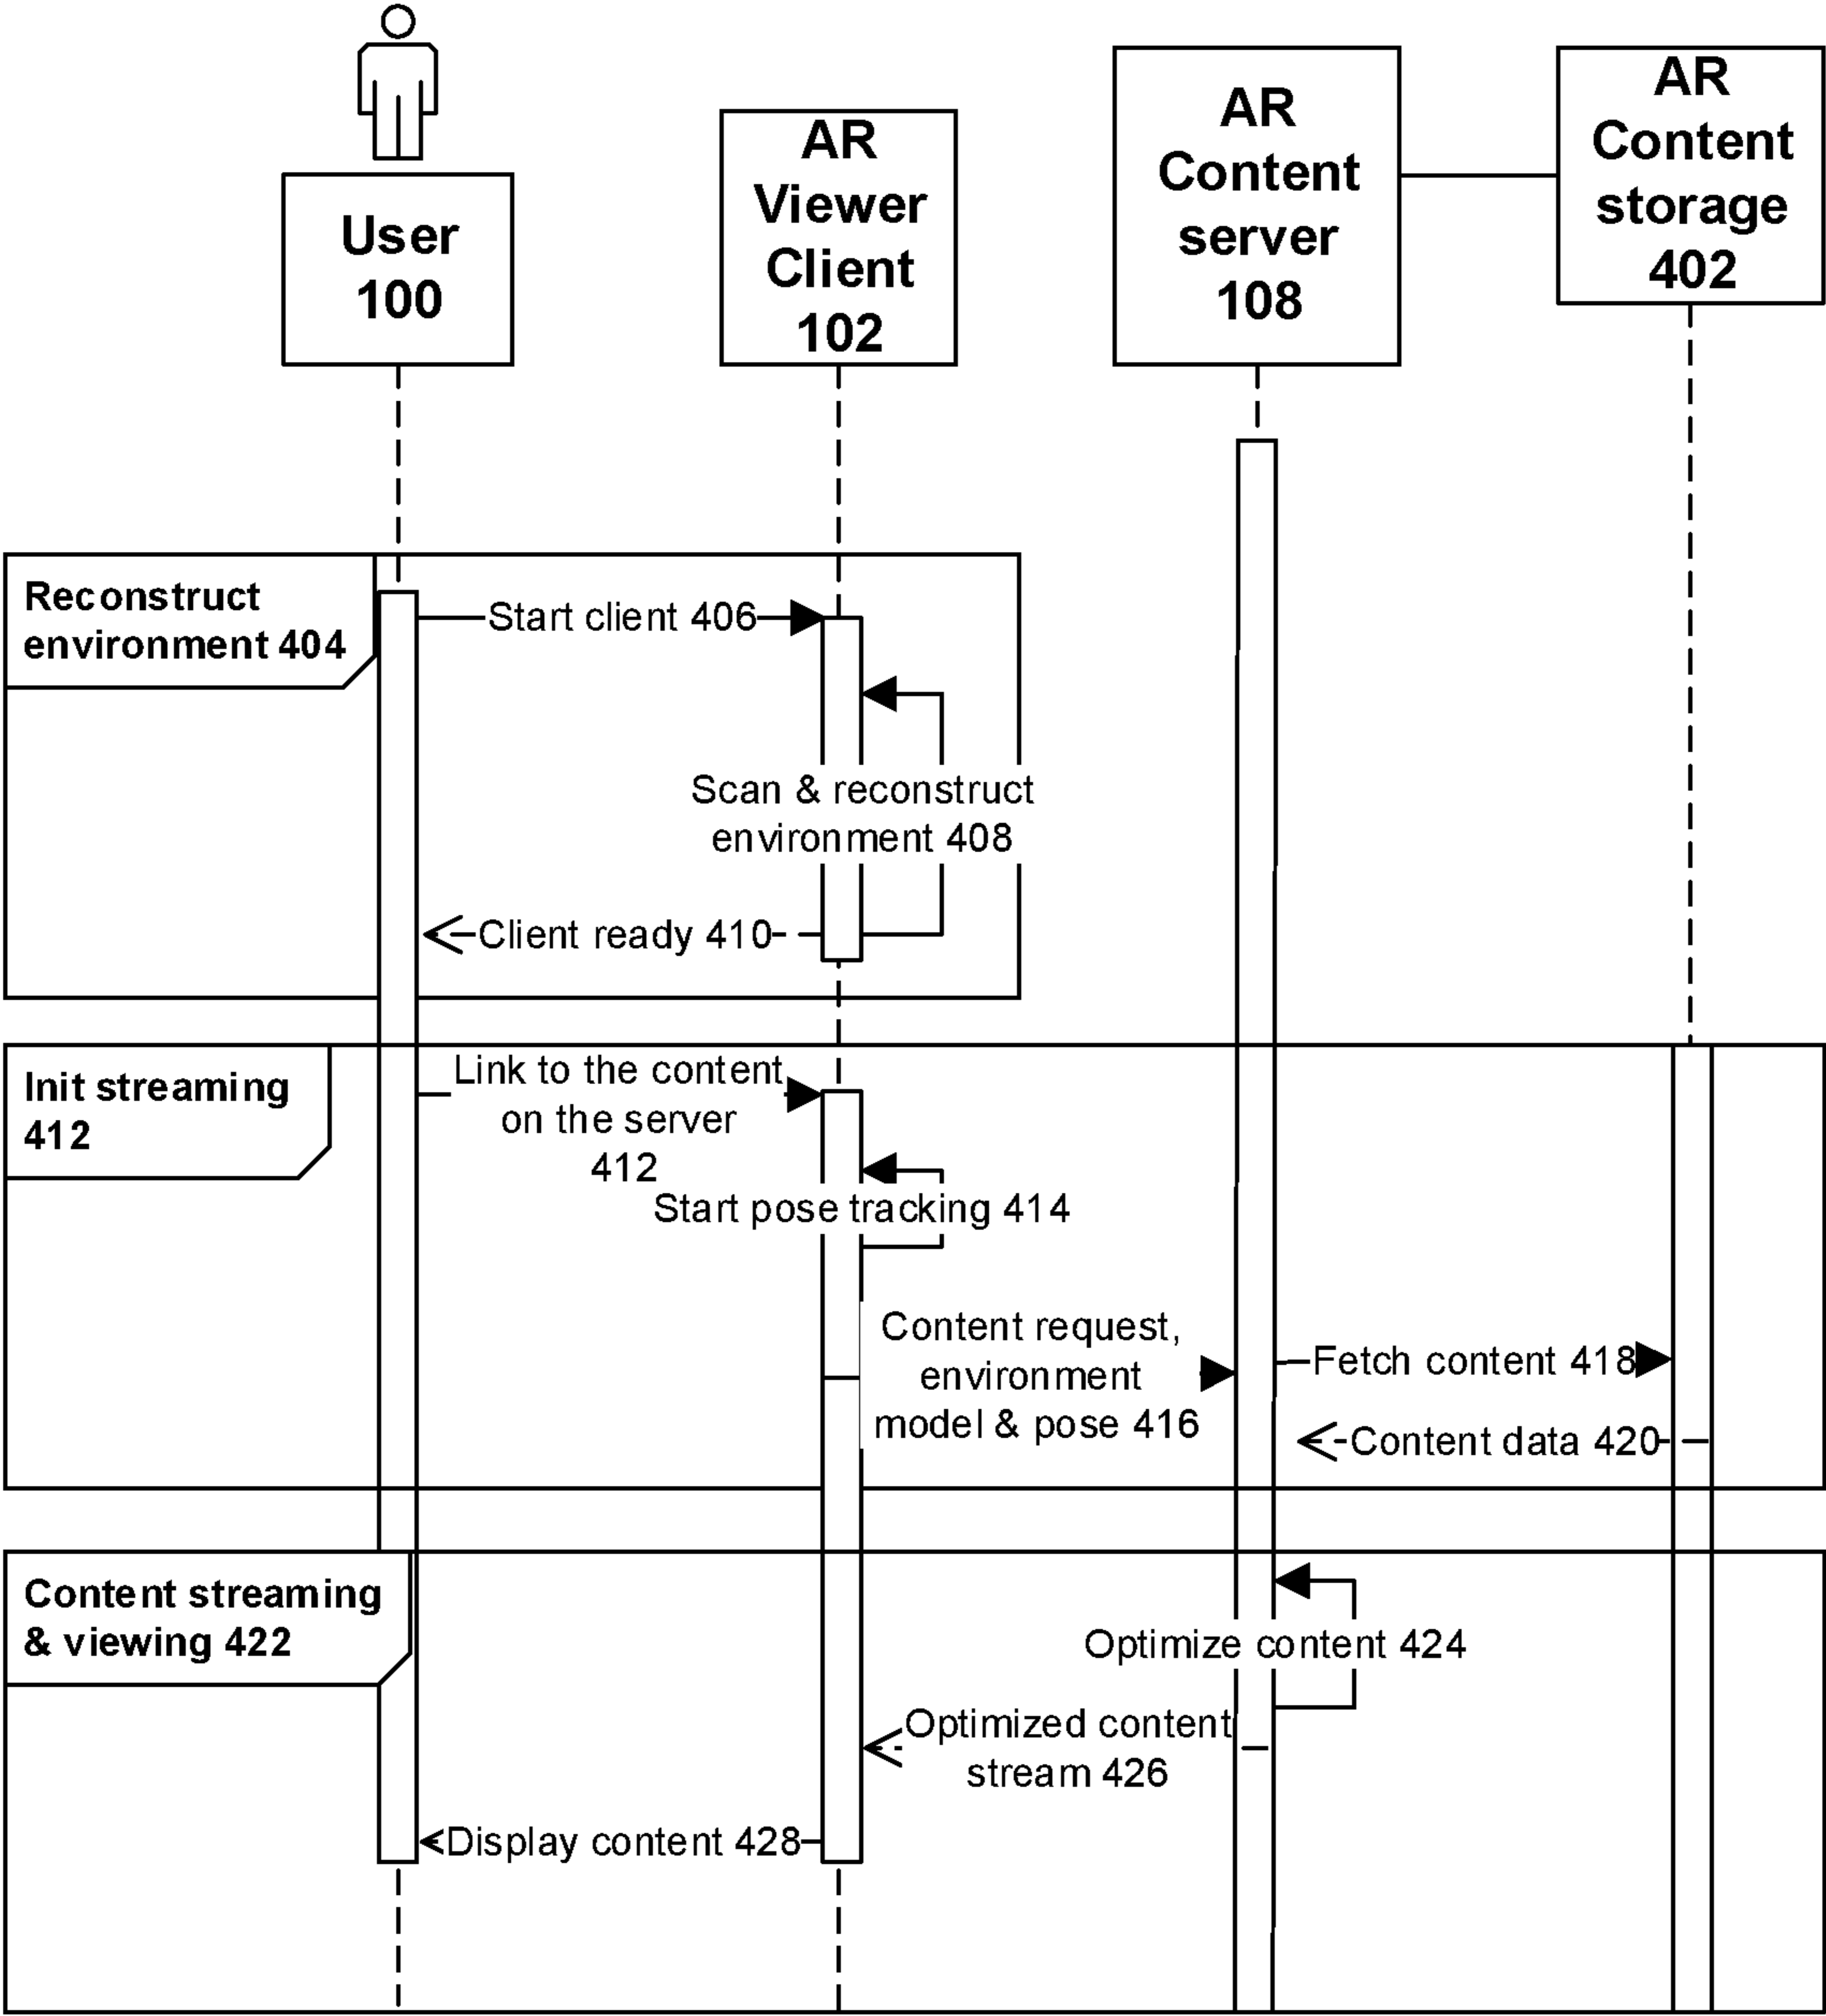 User
100
AR
Viewer
Client
102
AR
Content
server
108
AR
Content
storage
402
Reconstruct
environment 404
Start client 406
Scan & reconstruct
environment 408
Client ready 410
Init streaming
412
Link to the content
on the server
412
Start pose tracking 414
Content request,
environment
model & pose 416
Fetch content 418
Content data 420
Content streaming
& viewing 422
Optimize content 424
Optimized content
stream 426
Display content 428